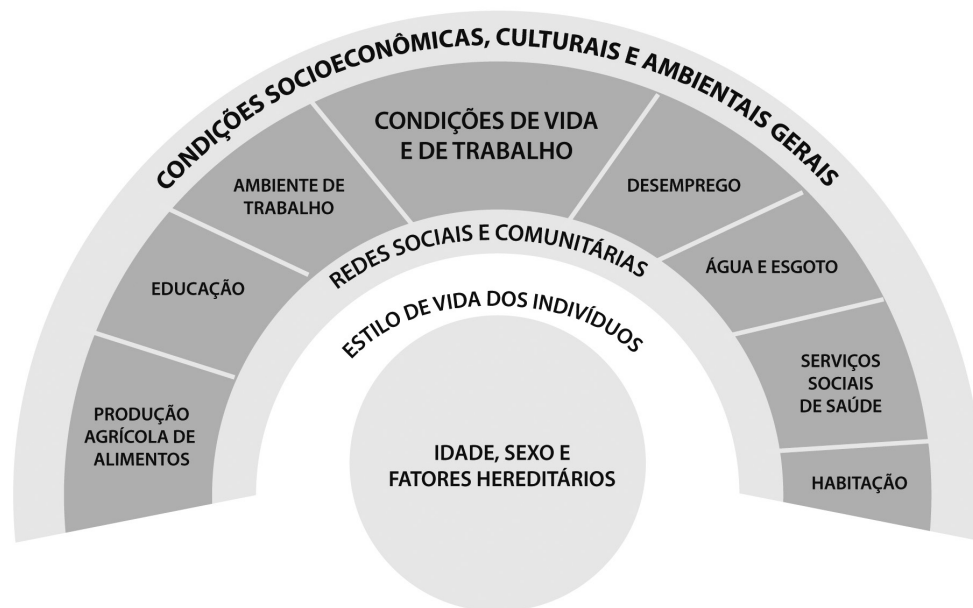 CONDIÇÕES SOCIOECONÔMICAS, CULTURAIS E AMBIENTAIS GERAIS
CONDIÇÕES DE VIDA
E DE TRABALHO
AMBIENTE DE
TRABALHO
DESEMPREGO
EDUCAÇÃO
ÁGUA E ESGOTO
PRODUÇÃO
AGRÍCOLA DE
ALIMENTOS
SERVIÇOS
SOCIAIS
DE SAÚDE
HABITAÇÃO
REDES SOCIAIS E COMUNITÁRIAS
ESTILO DE VIDA DOS INDIVÍDUOS
IDADE, SEXO E
FATORES HEREDITÁRIOS